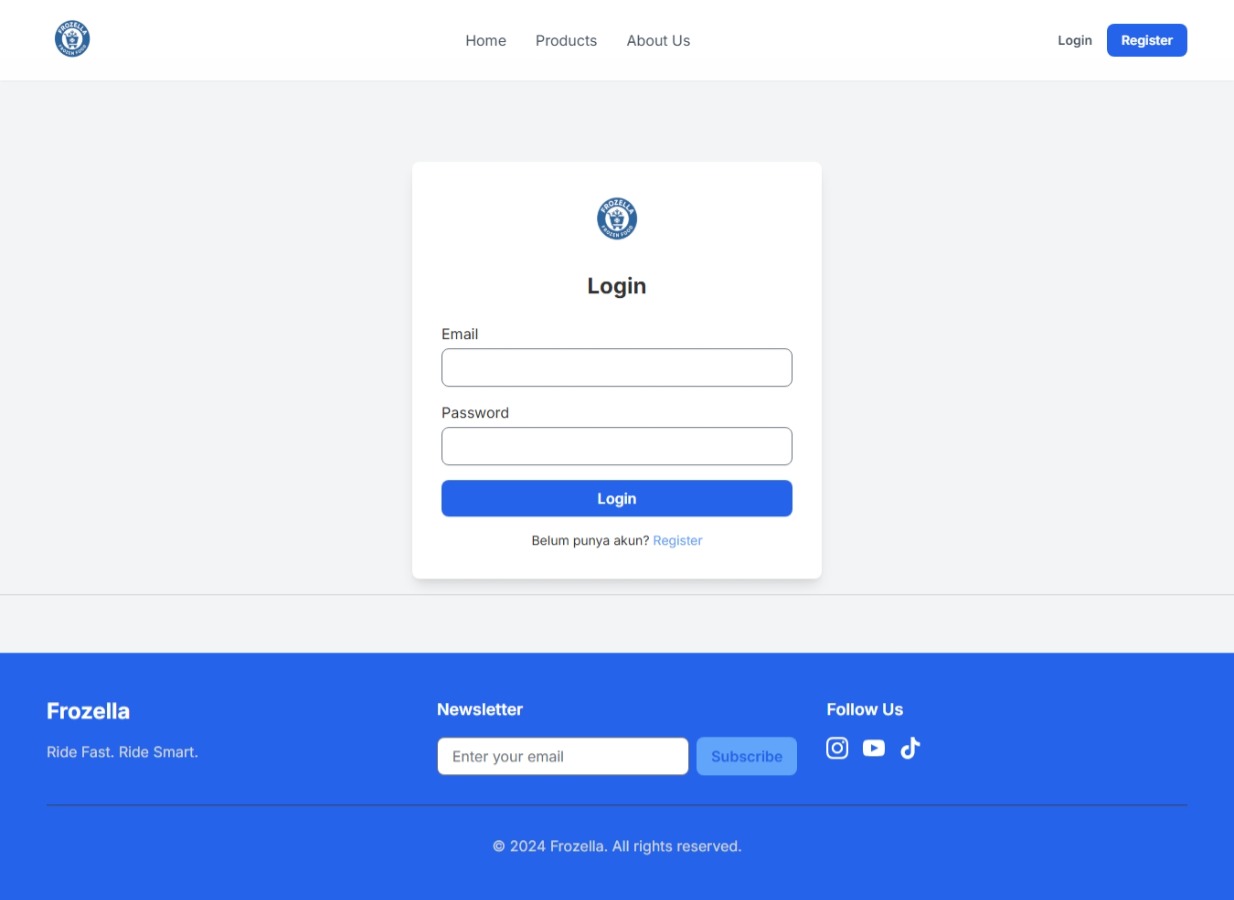 FROZELLA
FROZEN FOOD
Home Products About Us
Login Register
FROZELLA
FROZEN FOOD
Login
Email
Password
Login
Belum punya akun? Register
Frozella
Ride Fast. Ride Smart.
Newsletter
Enter your email Subscribe
Follow Us
© 2024 Frozella. All rights reserved.